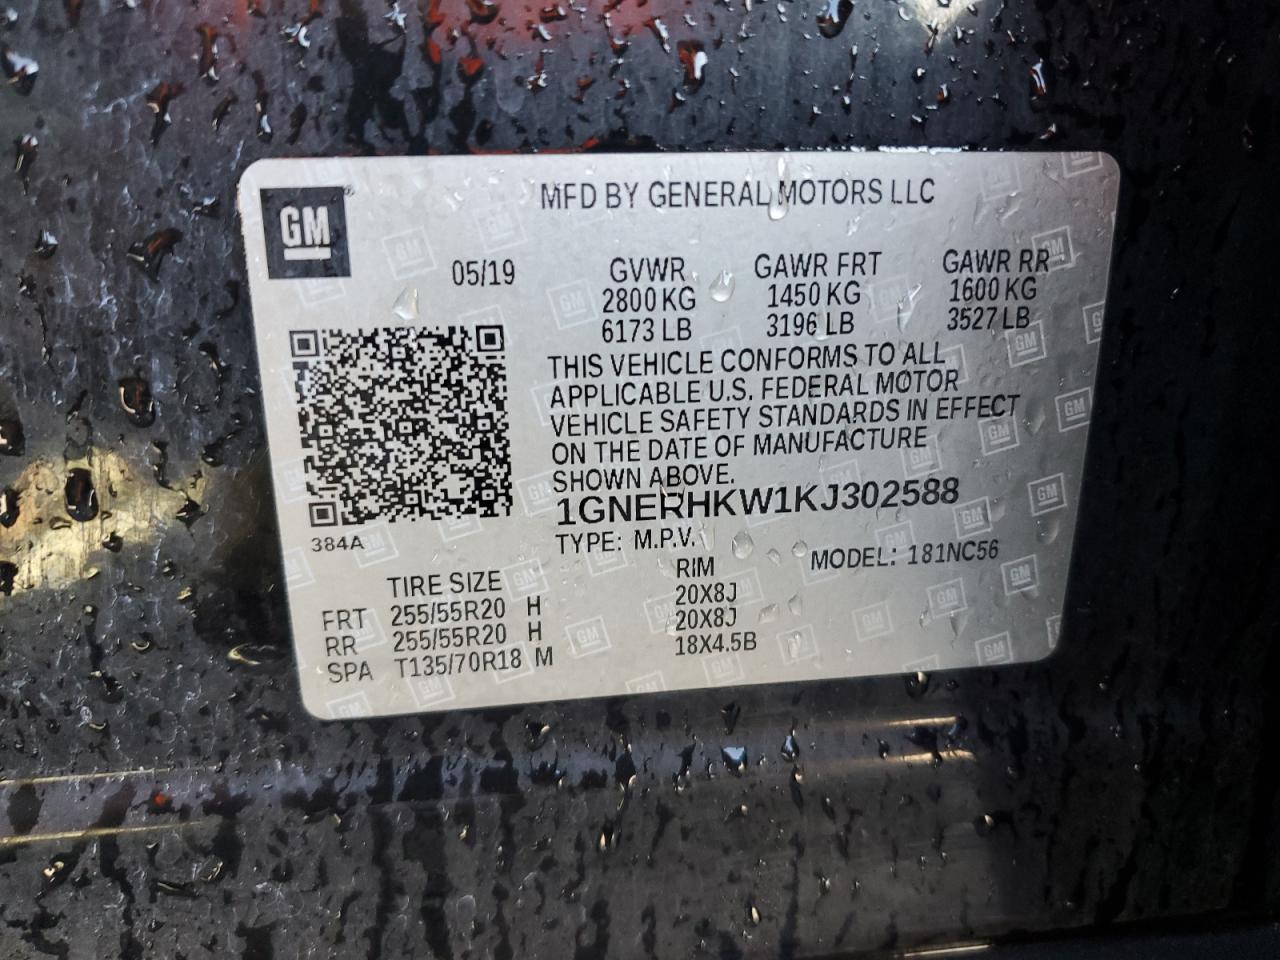 GM
MFD BY GENERAL MOTORS LLC
05/19 GVWR GAWR FRT GAWR RR
2800 KG 1450 KG 1600 KG
6173 LB 3196 LB 3527 LB
THIS VEHICLE CONFORMS TO ALL
APPLICABLE U.S. FEDERAL MOTOR
VEHICLE SAFETY STANDARDS IN EFFECT
ON THE DATE OF MANUFACTURE
SHOWN ABOVE.
1GNERHKW1KJ302588
384A
TYPE: M.P.V. MODEL: 181NC56
TIRE SIZE RIM
FRT 255/55R20 H 20X8J
RR 255/55R20 H 20X8J
SPA T135/70R18 M 18X4.5B